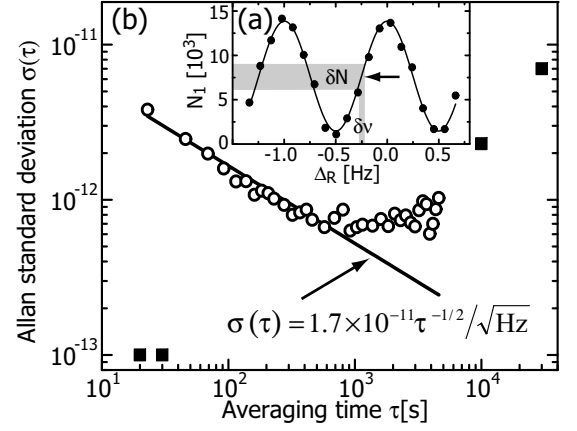 (b)
(a)
10⁻¹¹
10⁻¹²
10⁻¹³
Allan standard deviation σ(τ)
15
10
5
0
N₁ [10³]
δN
δν
-1.0 -0.5 0.0 0.5
Δ_R [Hz]
σ(τ) = 1.7×10⁻¹¹τ⁻¹/²/√Hz
10¹ 10² 10³ 10⁴
Averaging time τ[s]